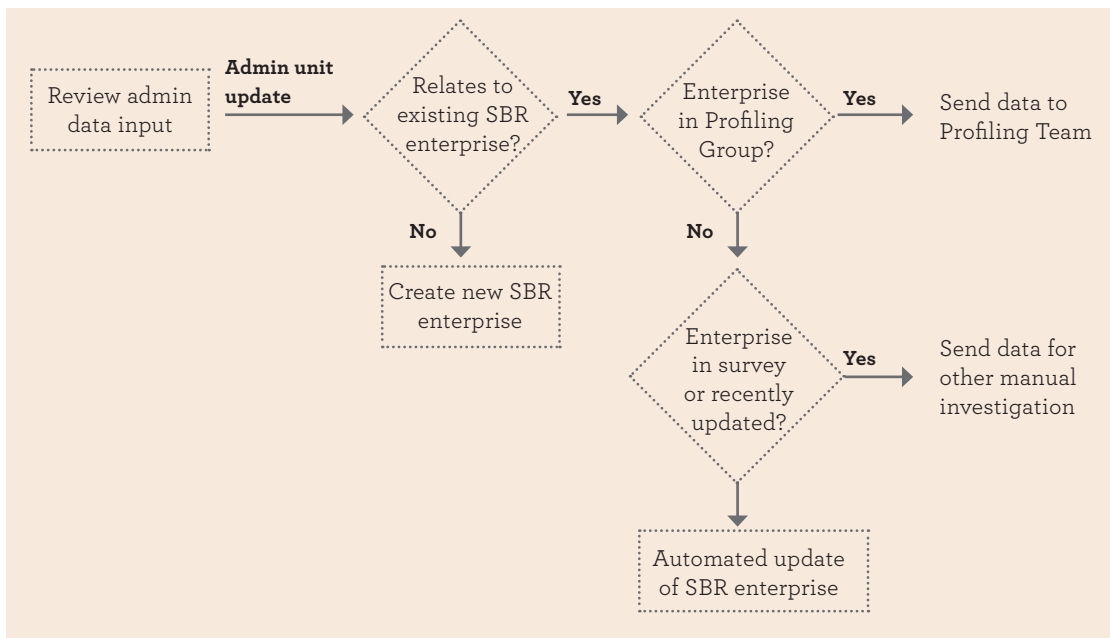 Review admin
data input
Admin unit
update
Relates to
existing SBR
enterprise?
Yes
Enterprise
in Profiling
Group?
Yes
Send data to
Profiling Team
No
Create new SBR
enterprise
No
Enterprise
in survey
or recently
updated?
Yes
Send data for
other manual
investigation
Automated update
of SBR enterprise